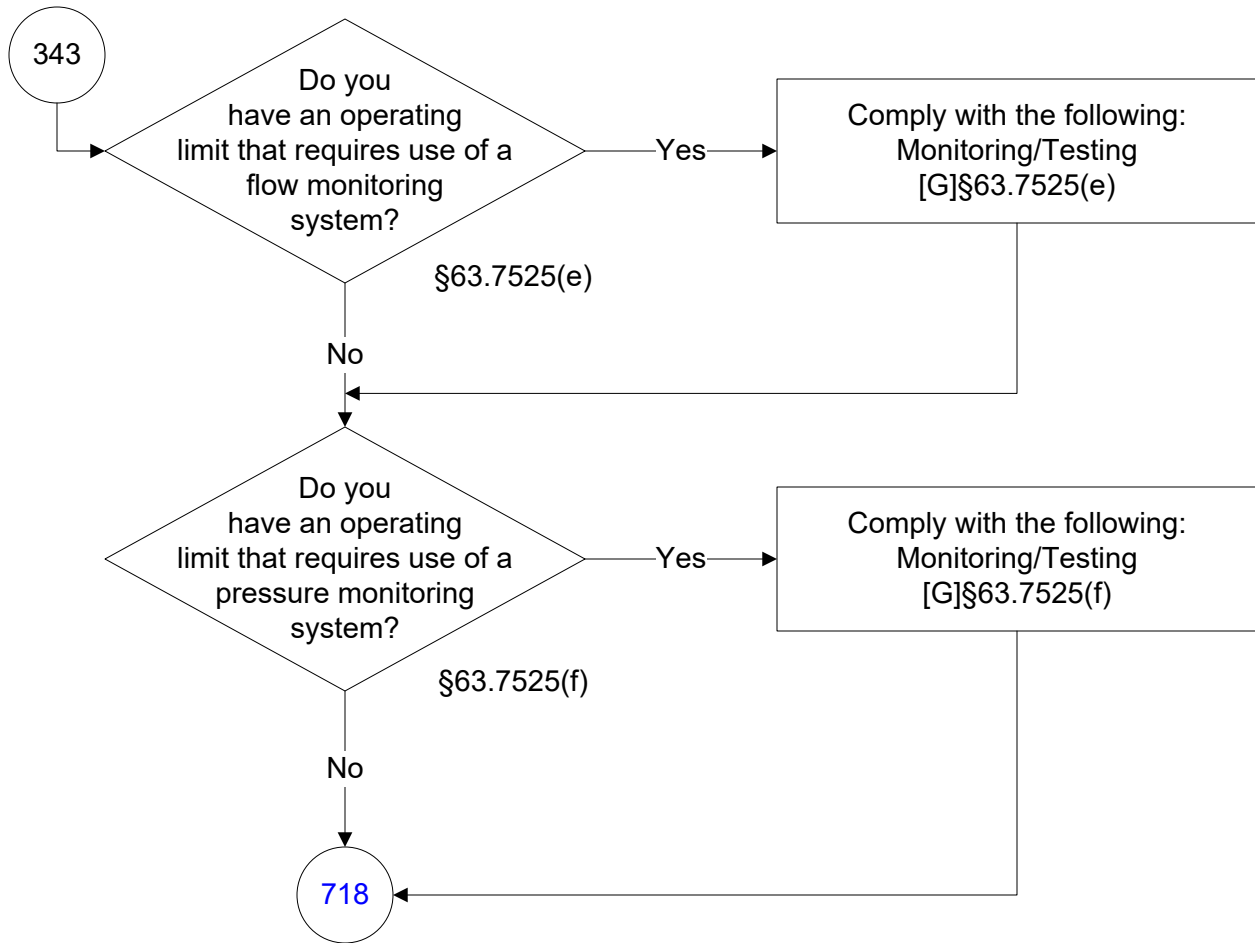 343
Do you
have an operating
limit that requires use of a
flow monitoring
system?
Yes
Comply with the following:
Monitoring/Testing
[G]§63.7525(e)
§63.7525(e)
No
Do you
have an operating
limit that requires use of a
pressure monitoring
system?
Yes
Comply with the following:
Monitoring/Testing
[G]§63.7525(f)
§63.7525(f)
No
718